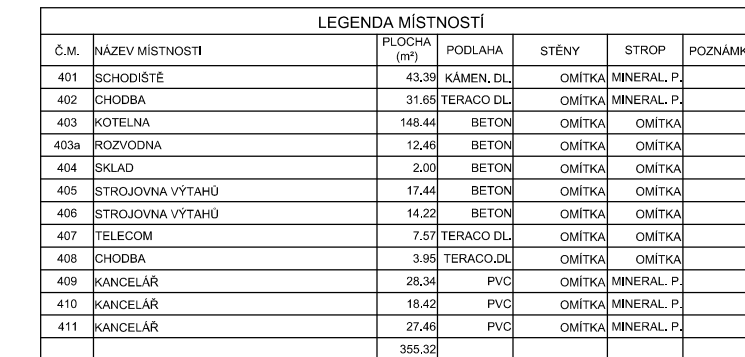 LEGENDA MÍSTNOSTÍ
Č.M. NÁZEV MÍSTNOSTI PLOCHA (m²) PODLAHA STĚNY STROP POZNÁMK
401 SCHODIŠTĚ 43.39 KÁMEN. DL. OMÍTKA MINERAL. P.
402 CHODBA 31.65 TERACO DL. OMÍTKA MINERAL. P.
403 KOTELNA 148.44 BETON OMÍTKA OMÍTKA
403a ROZVODNA 12.46 BETON OMÍTKA OMÍTKA
404 SKLAD 2.00 BETON OMÍTKA OMÍTKA
405 STROJOVNA VÝTAHŮ 17.44 BETON OMÍTKA OMÍTKA
406 STROJOVNA VÝTAHŮ 14.22 BETON OMÍTKA OMÍTKA
407 TELECOM 7.57 TERACO DL. OMÍTKA OMÍTKA
408 CHODBA 3.95 TERACO.DL OMÍTKA OMÍTKA
409 KANCELÁŘ 28.34 PVC OMÍTKA MINERAL. P.
410 KANCELÁŘ 18.42 PVC OMÍTKA MINERAL. P.
411 KANCELÁŘ 27.46 PVC OMÍTKA MINERAL. P.
355.32